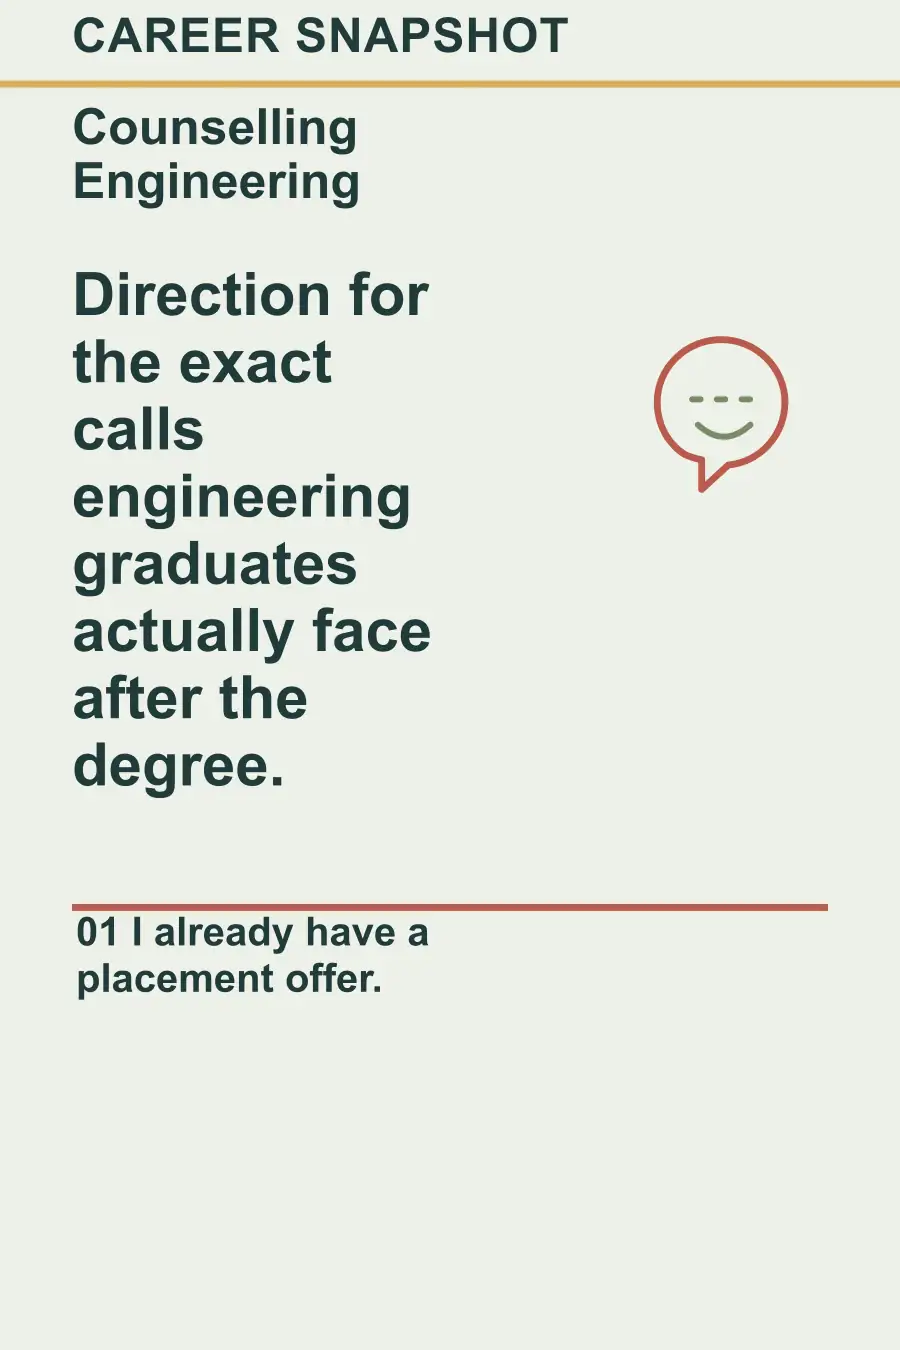 CAREER SNAPSHOT
Counselling
Engineering
Direction for
the exact
calls
engineering
graduates
actually face
after the
degree.
01 I already have a
placement offer.